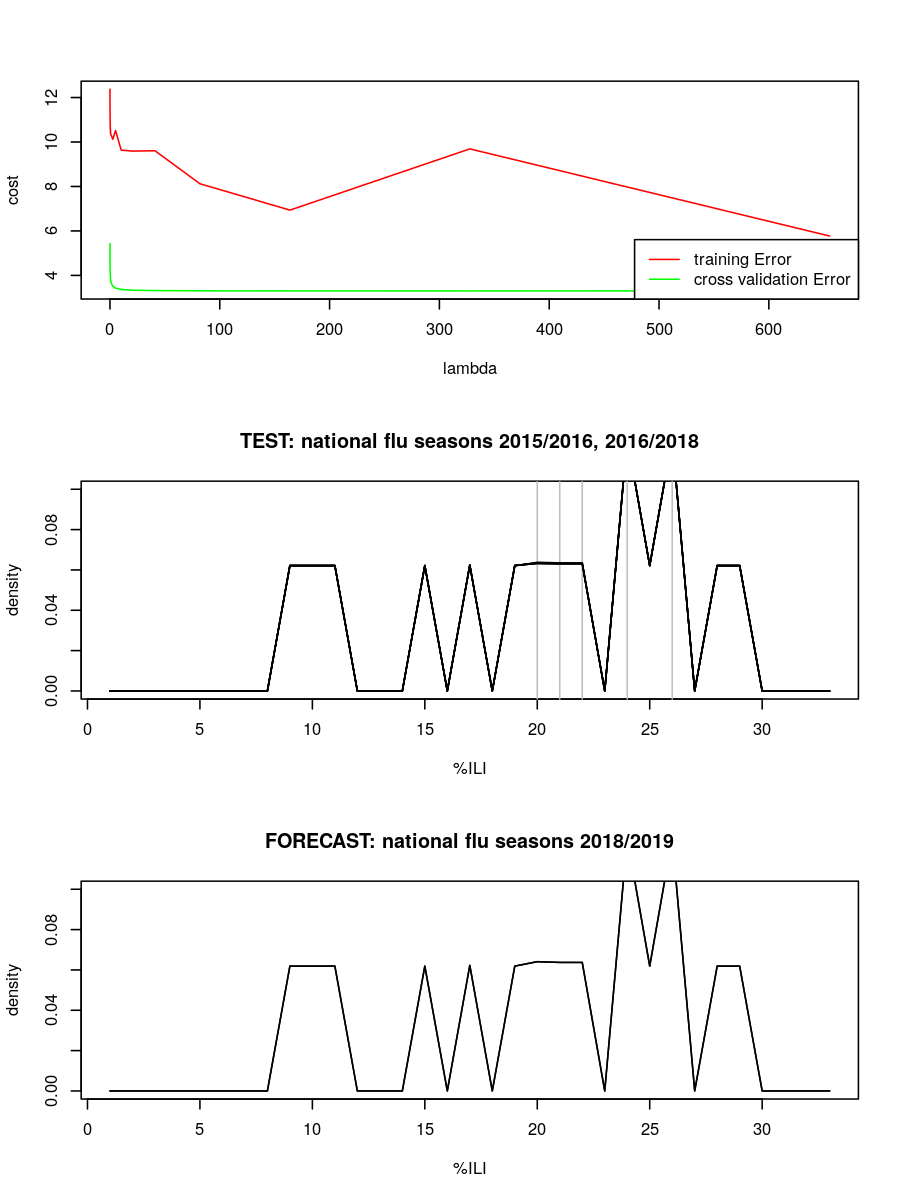 12
10
8
6
4
cost
training Error
cross validation Error
0 100 200 300 400 500 600
lambda
TEST: national flu seasons 2015/2016, 2016/2018
0.08
0.04
0.00
density
0 5 10 15 20 25 30
%ILI
FORECAST: national flu seasons 2018/2019
0.08
0.04
0.00
density
0 5 10 15 20 25 30
%ILI